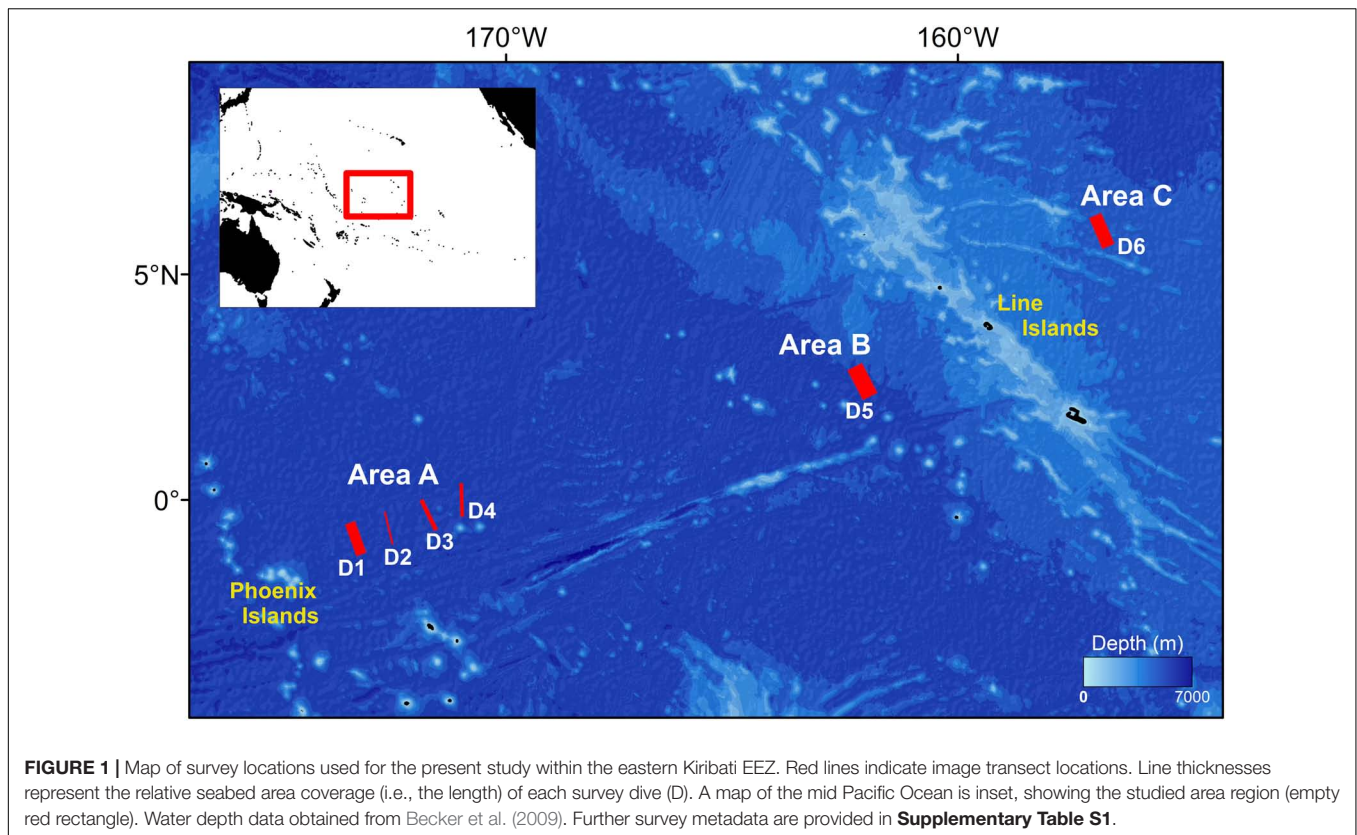 170°W
160°W
Area C
D6
5°N
Line
Islands
Area B
D5
Area A
0°
D4
D3
D2
D1
Phoenix
Islands
Depth (m)
0
7000
FIGURE 1 | Map of survey locations used for the present study within the eastern Kiribati EEZ. Red lines indicate image transect locations. Line thicknesses
represent the relative seabed area coverage (i.e., the length) of each survey dive (D). A map of the mid Pacific Ocean is inset, showing the studied area region (empty
red rectangle). Water depth data obtained from Becker et al. (2009). Further survey metadata are provided in Supplementary Table S1.